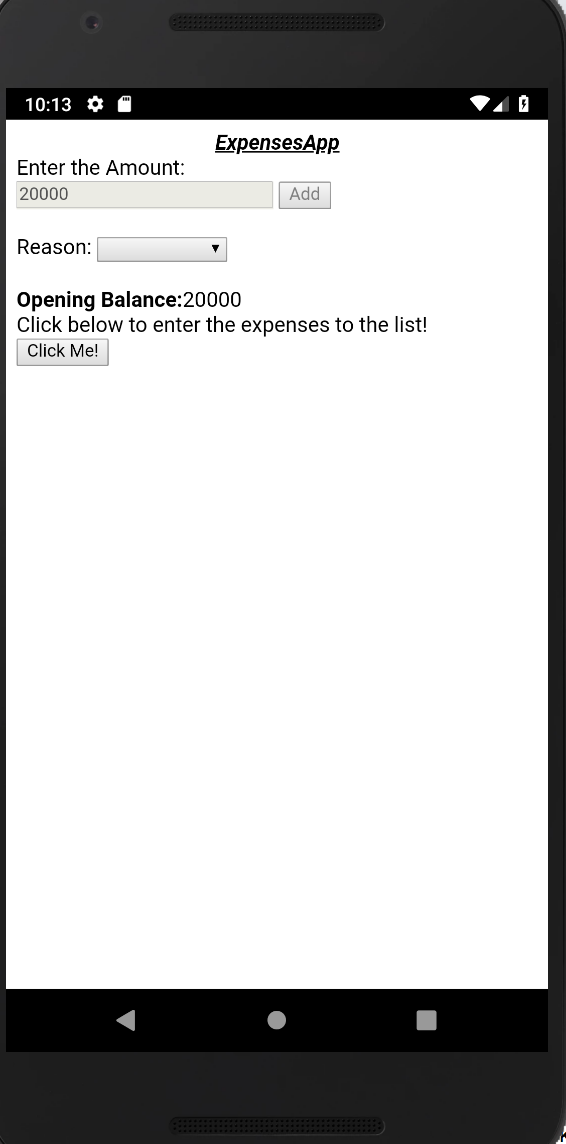 10:13
ExpensesApp
Enter the Amount:
20000 Add
Reason:
Opening Balance:20000
Click below to enter the expenses to the list!
Click Me!